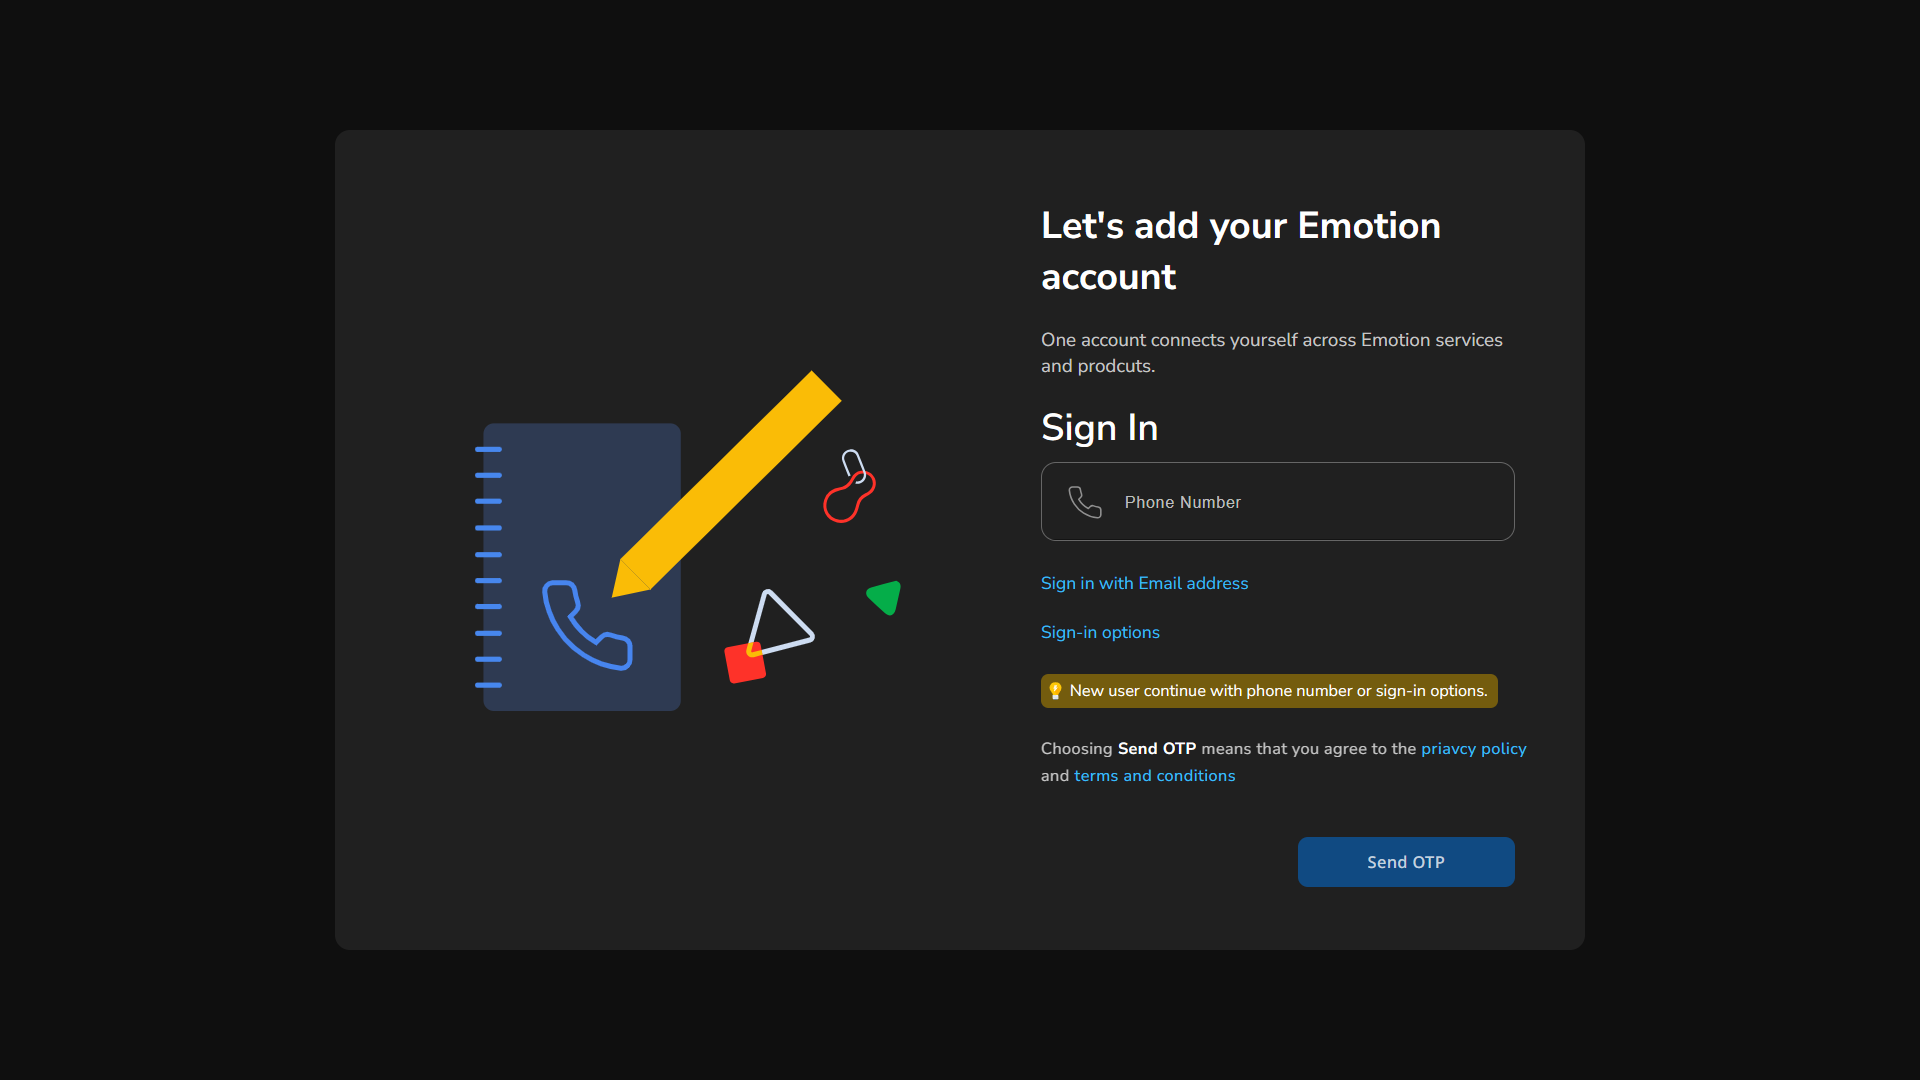 Let's add your Emotion
account
One account connects yourself across Emotion services
and prodcuts.
Sign In
Phone Number
Sign in with Email address
Sign-in options
New user continue with phone number or sign-in options.
Choosing Send OTP means that you agree to the priavcy policy
and terms and conditions
Send OTP